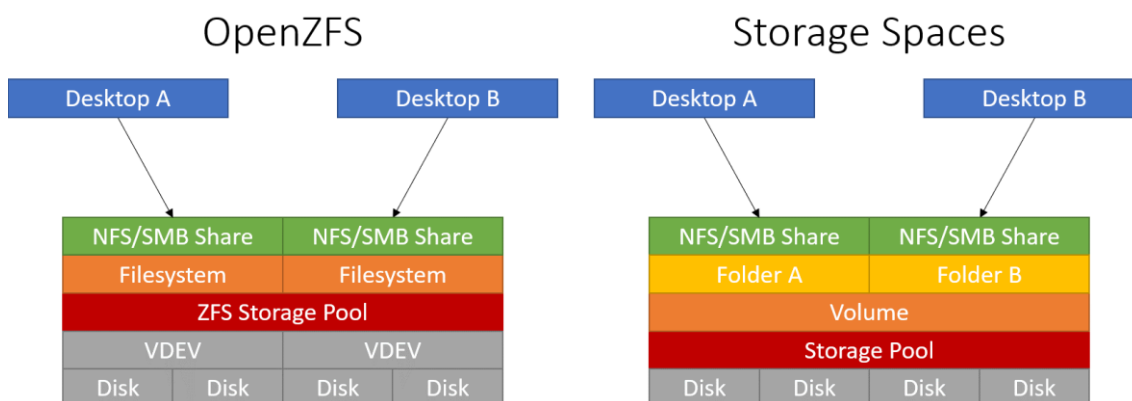 OpenZFS
Desktop A
Desktop B
NFS/SMB Share
NFS/SMB Share
Filesystem
Filesystem
ZFS Storage Pool
VDEV
VDEV
Disk
Disk
Disk
Disk
Storage Spaces
Desktop A
Desktop B
NFS/SMB Share
NFS/SMB Share
Folder A
Folder B
Volume
Storage Pool
Disk
Disk
Disk
Disk